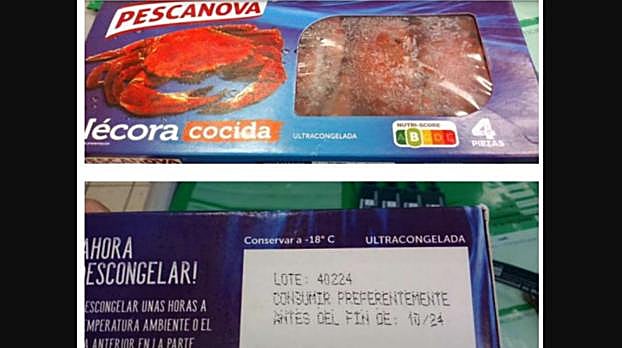 PESCANOVA
Nécora cocida
ULTRACONGELADA
NUTRI-SCORE
A B C D E
4
PIEZAS
Conservar a -18° C ULTRACONGELADA
AHORA
DESCONGELAR!
LOTE: 40224
CONSUMIR PREFERENTEMENTE
ANTES DEL FIN DE: 10/24
DESCONGELAR UNAS HORAS A
TEMPERATURA AMBIENTE O EL
A ANTERIOR EN LA PARTE